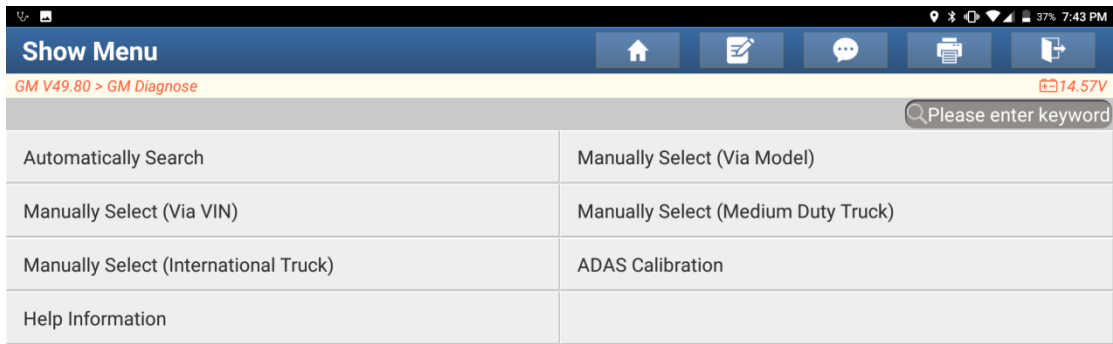 37% 7:43 PM
Show Menu
GM V49.80 > GM Diagnose 14.57V
Please enter keyword
Automatically Search Manually Select (Via Model)
Manually Select (Via VIN) Manually Select (Medium Duty Truck)
Manually Select (International Truck) ADAS Calibration
Help Information